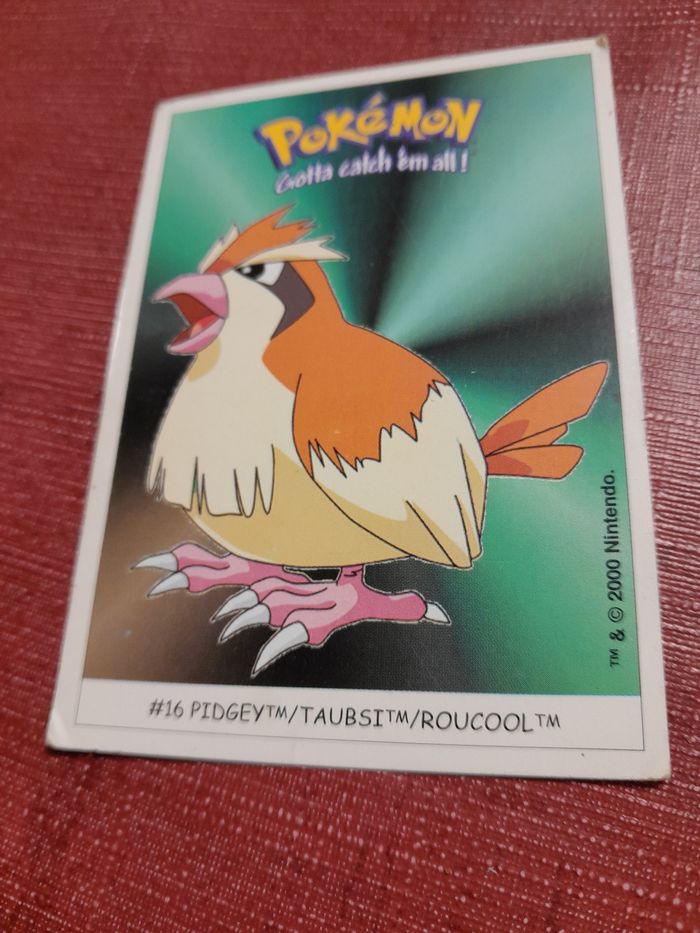 POKéMON
Gotta catch 'em all!
TM & © 2000 Nintendo.
#16 PIDGEY™/TAUBSI™/ROUCOOL™